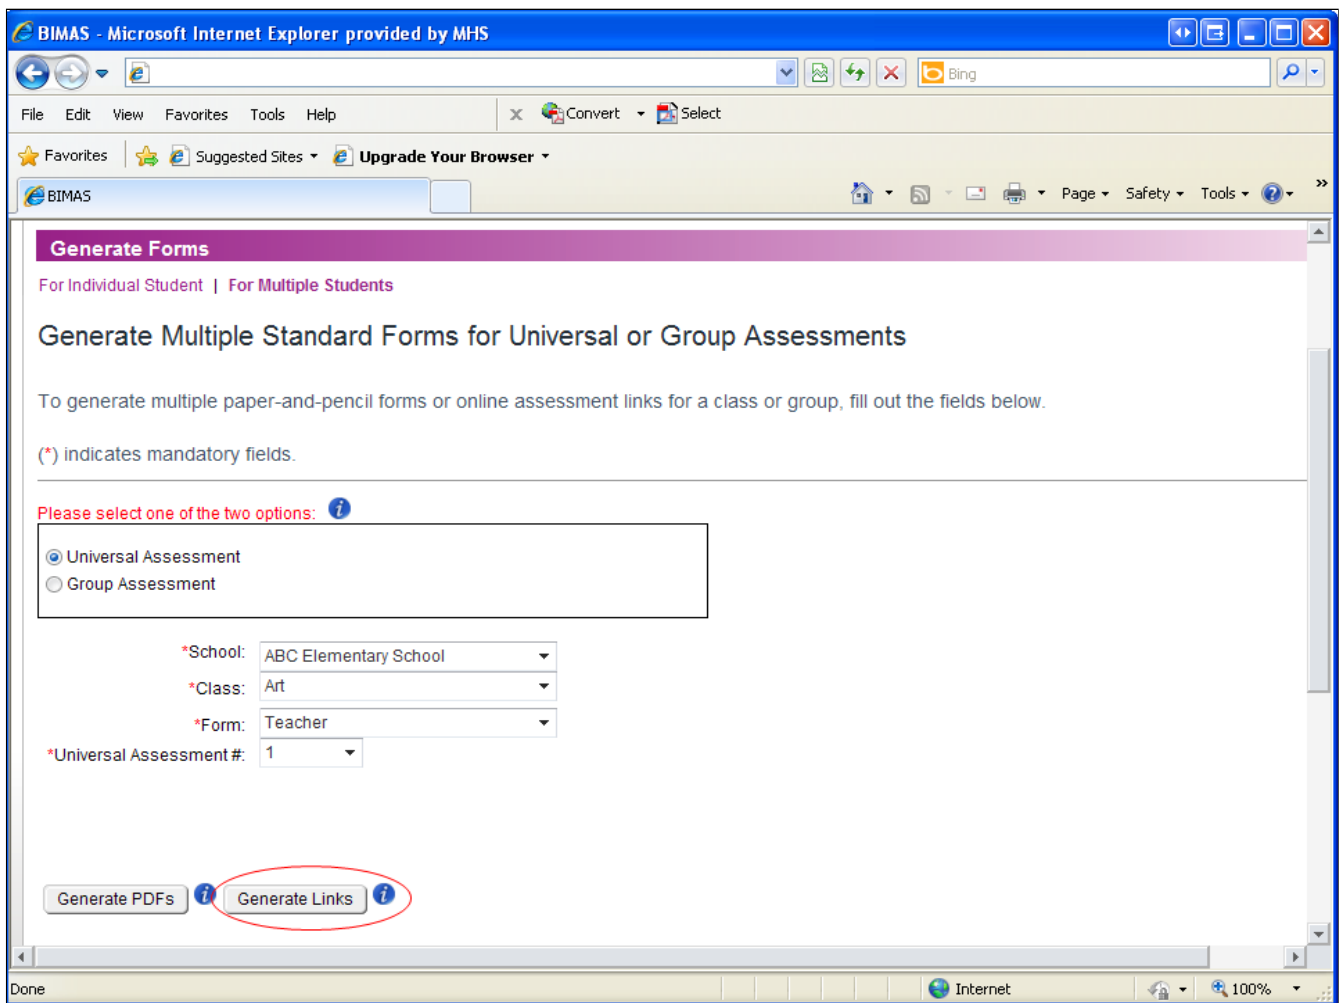 BIMAS - Microsoft Internet Explorer provided by MHS
Bing
File Edit View Favorites Tools Help x Convert Select
Favorites Suggested Sites Upgrade Your Browser
BIMAS Page Safety Tools »
Generate Forms
For Individual Student | For Multiple Students
Generate Multiple Standard Forms for Universal or Group Assessments
To generate multiple paper-and-pencil forms or online assessment links for a class or group, fill out the fields below.
(*) indicates mandatory fields.
Please select one of the two options: i
Universal Assessment
Group Assessment
*School: ABC Elementary School
*Class: Art
*Form: Teacher
*Universal Assessment #: 1
Generate PDFs i Generate Links i
Done Internet 100%